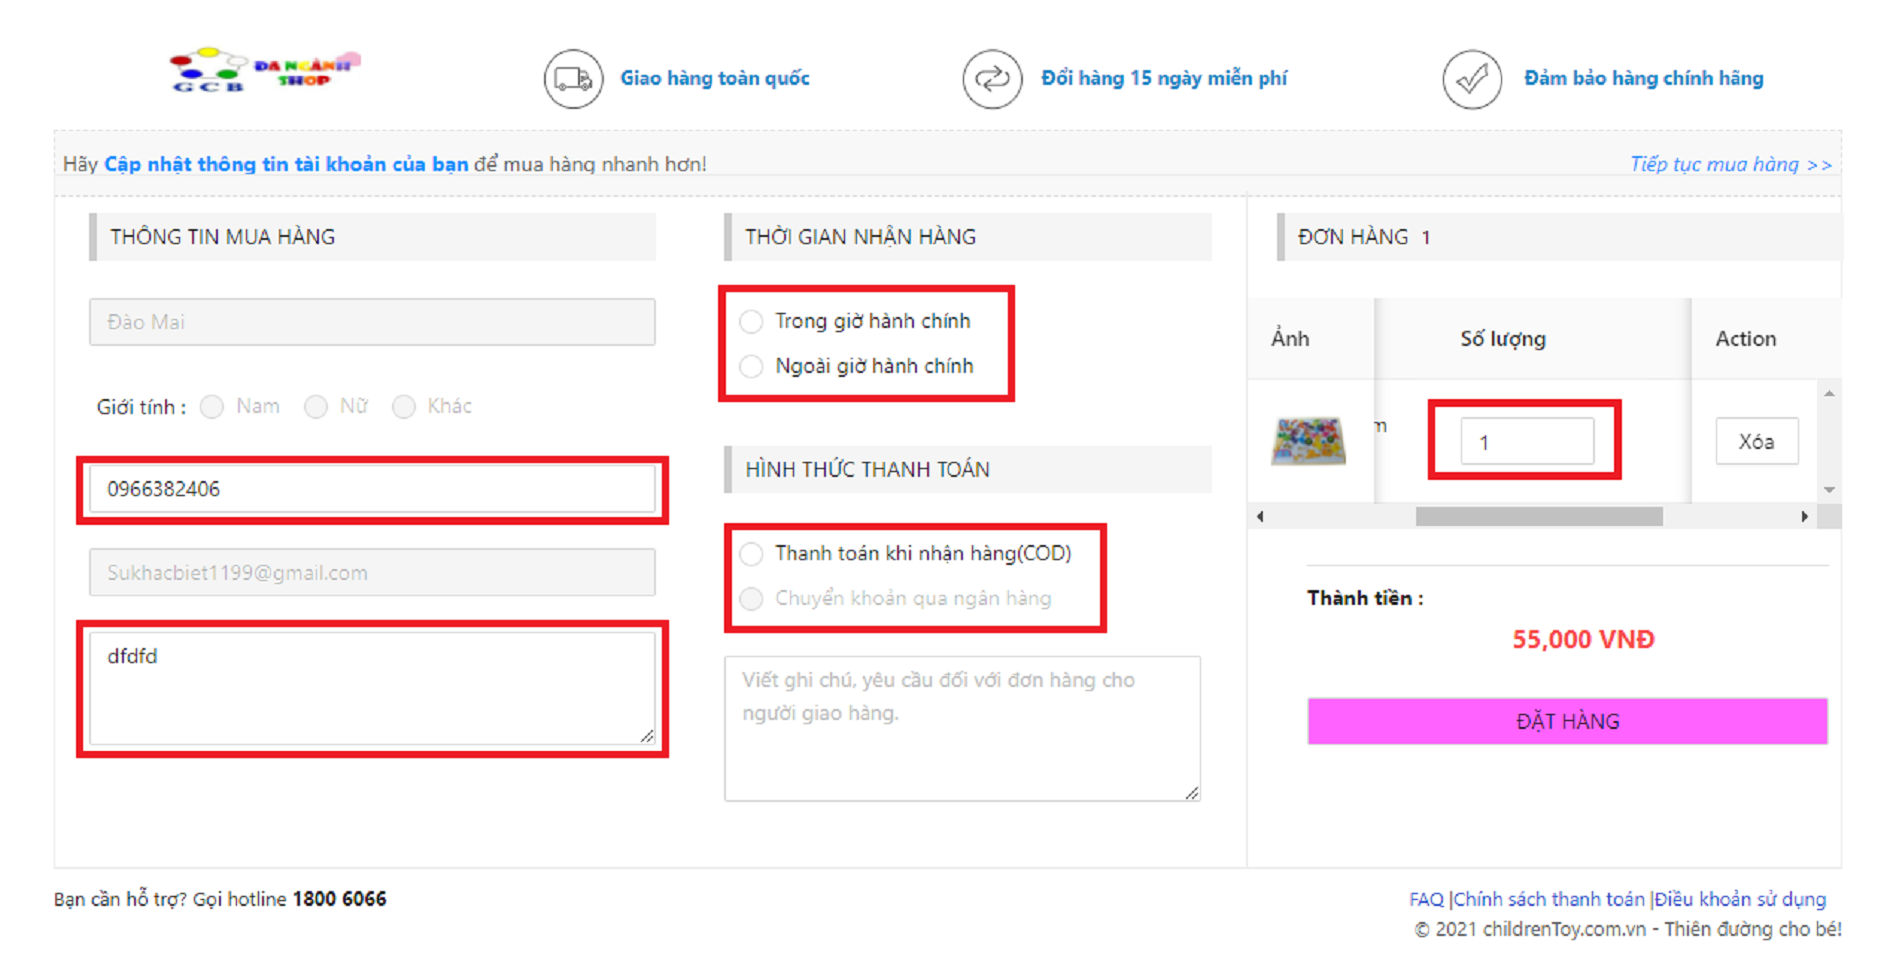 GCB ĐA NGÀNH SHOP
Giao hàng toàn quốc
Đổi hàng 15 ngày miễn phí
Đảm bảo hàng chính hãng
Hãy Cập nhật thông tin tài khoản của bạn để mua hàng nhanh hơn!
Tiếp tục mua hàng >>
THÔNG TIN MUA HÀNG
Đào Mai
Giới tính : Nam Nữ Khác
0966382406
Sukhacbiet1199@gmail.com
dfdfd
THỜI GIAN NHẬN HÀNG
Trong giờ hành chính
Ngoài giờ hành chính
HÌNH THỨC THANH TOÁN
Thanh toán khi nhận hàng(COD)
Chuyển khoản qua ngân hàng
Viết ghi chú, yêu cầu đối với đơn hàng cho
người giao hàng.
ĐƠN HÀNG 1
Ảnh Số lượng Action
m 1 Xóa
Thành tiền :
55,000 VNĐ
ĐẶT HÀNG
Bạn cần hỗ trợ? Gọi hotline 1800 6066
FAQ |Chính sách thanh toán |Điều khoản sử dụng
© 2021 childrenToy.com.vn - Thiên đường cho bé!